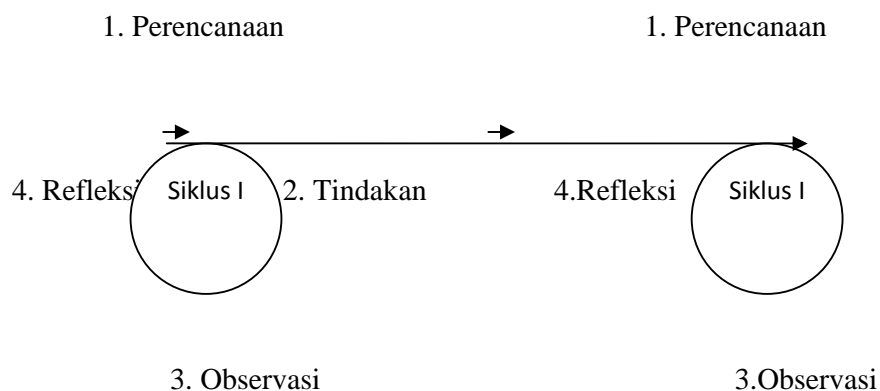 1. Perencanaan 1. Perencanaan
4. Refleksi Siklus I 2. Tindakan 4.Refleksi Siklus I
3. Observasi 3.Observasi